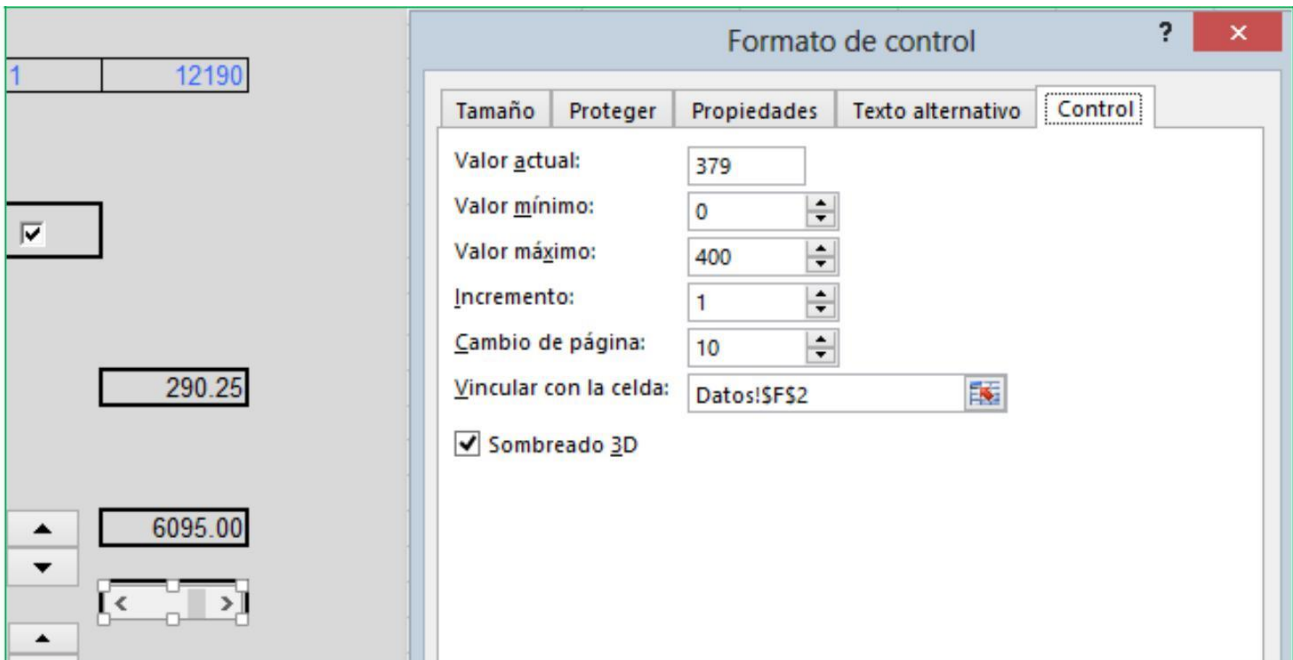 Formato de control
?
1 12190
Tamaño Proteger Propiedades Texto alternativo Control
Valor actual: 379
Valor mínimo: 0
Valor máximo: 400
Incremento: 1
Cambio de página: 10
290.25
Vincular con la celda: Datos!$F$2
Sombreado 3D
6095.00